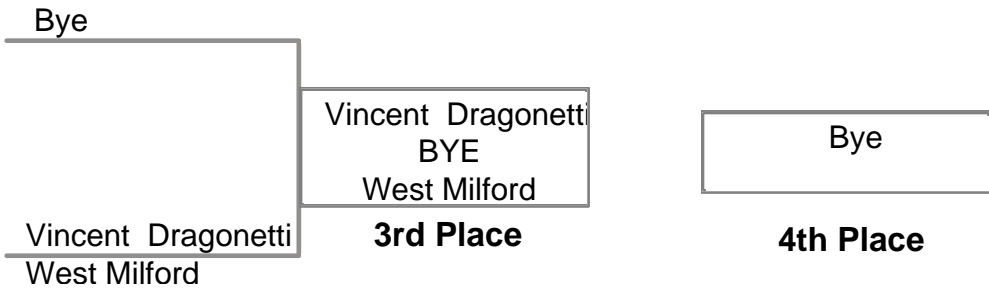 Bye
Vincent Dragonetti
BYE
West Milford
Bye
Vincent Dragonetti
3rd Place
4th Place
West Milford